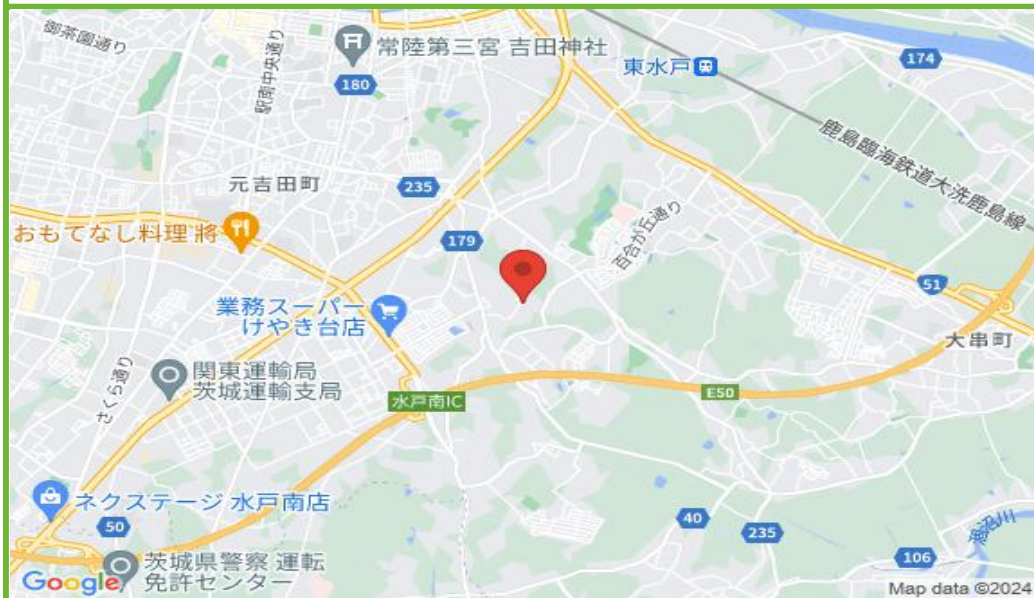 御茶園通り
駅南中央通り
常陸第三宮 吉田神社
180
東水戸
174
鹿島臨海鉄道大洗鹿島線
元吉田町
235
百合が丘通り
おもてなし料理 將
179
51
業務スーパー
けやき台店
大串町
さくら通り
関東運輸局
茨城運輸支局
水戸南IC
E50
ネクステージ 水戸南店
50
40
235
涸沼川
106
茨城県警察 運転
免許センター
Google
Map data ©2024